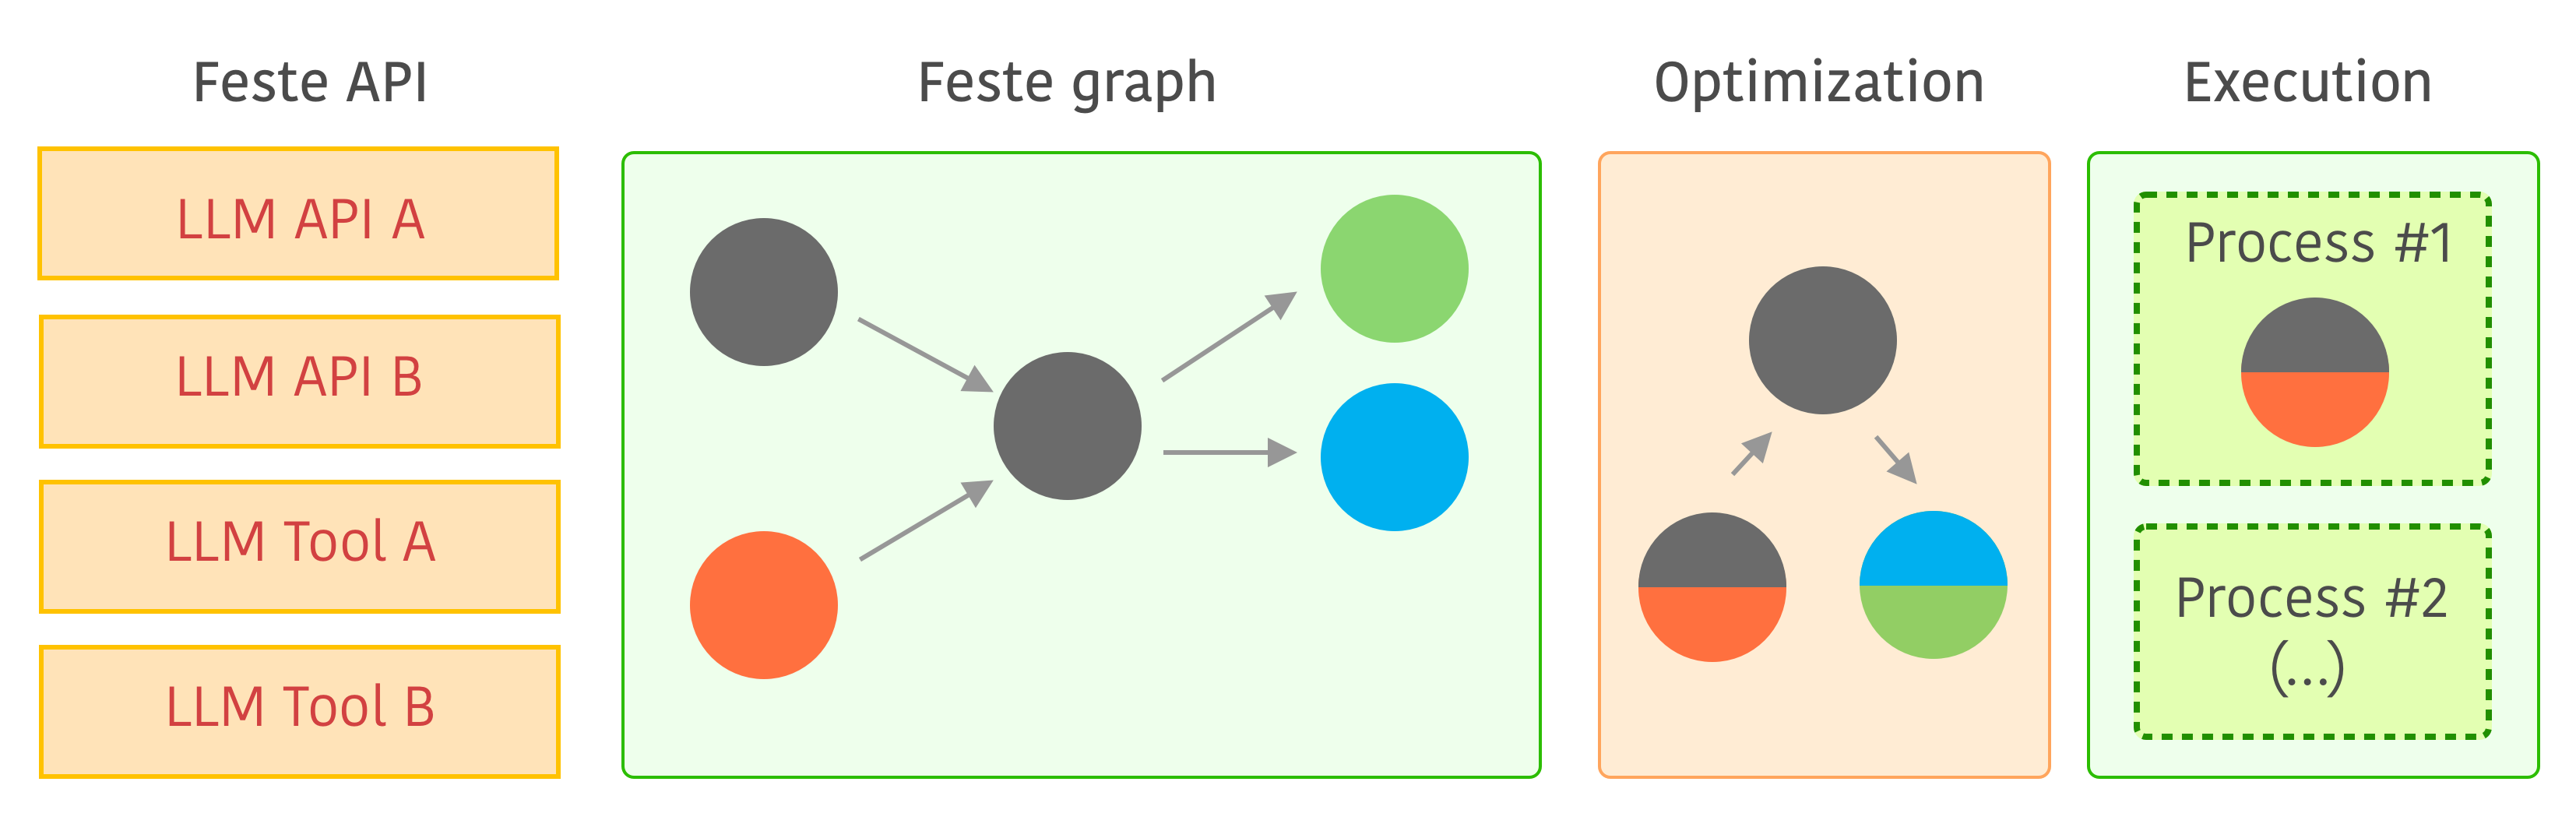 Feste API
LLM API A
LLM API B
LLM Tool A
LLM Tool B
Feste graph
Optimization
Execution
Process #1
Process #2
(...)